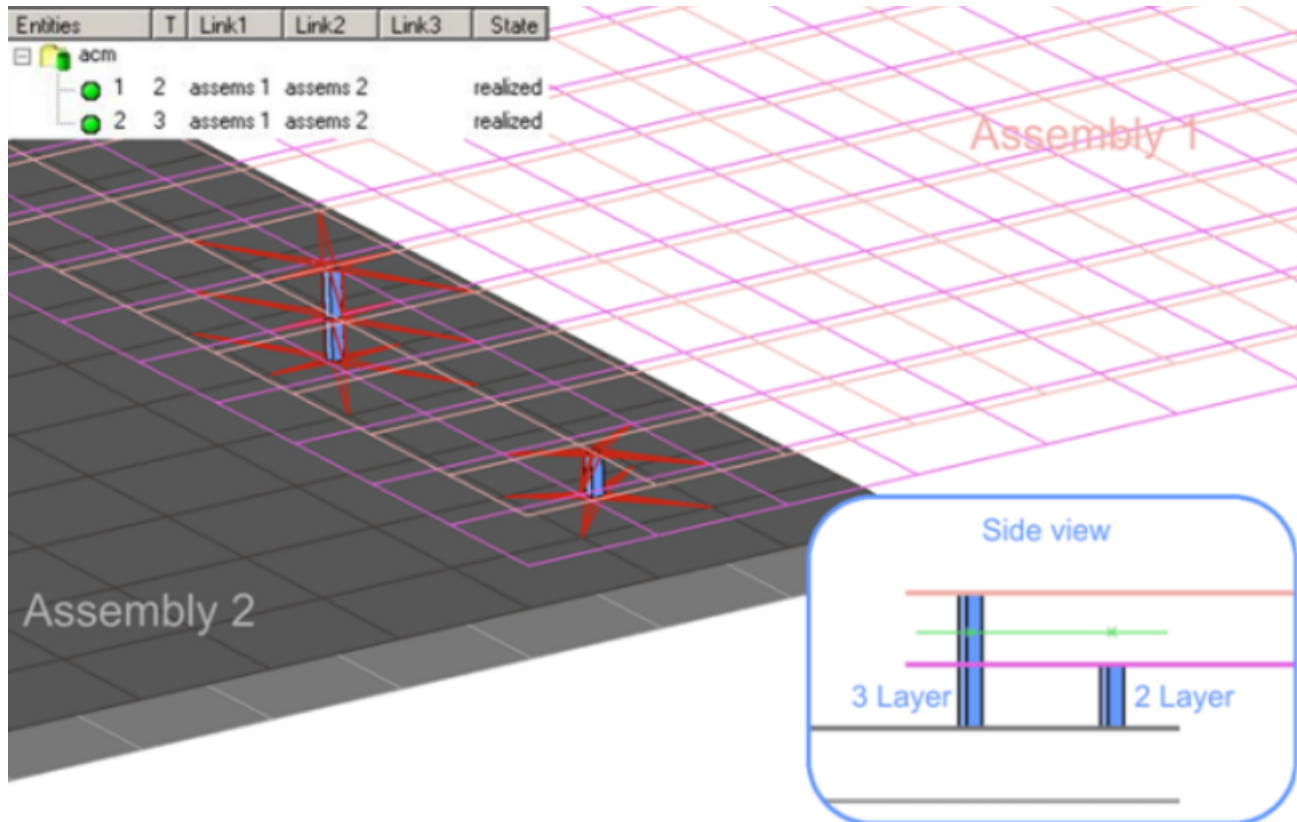 Entities T Link1 Link2 Link3 State
acm
1 2 assems 1 assems 2 realized
2 3 assems 1 assems 2 realized
Assembly 1
Assembly 2
Side view
3 Layer
2 Layer